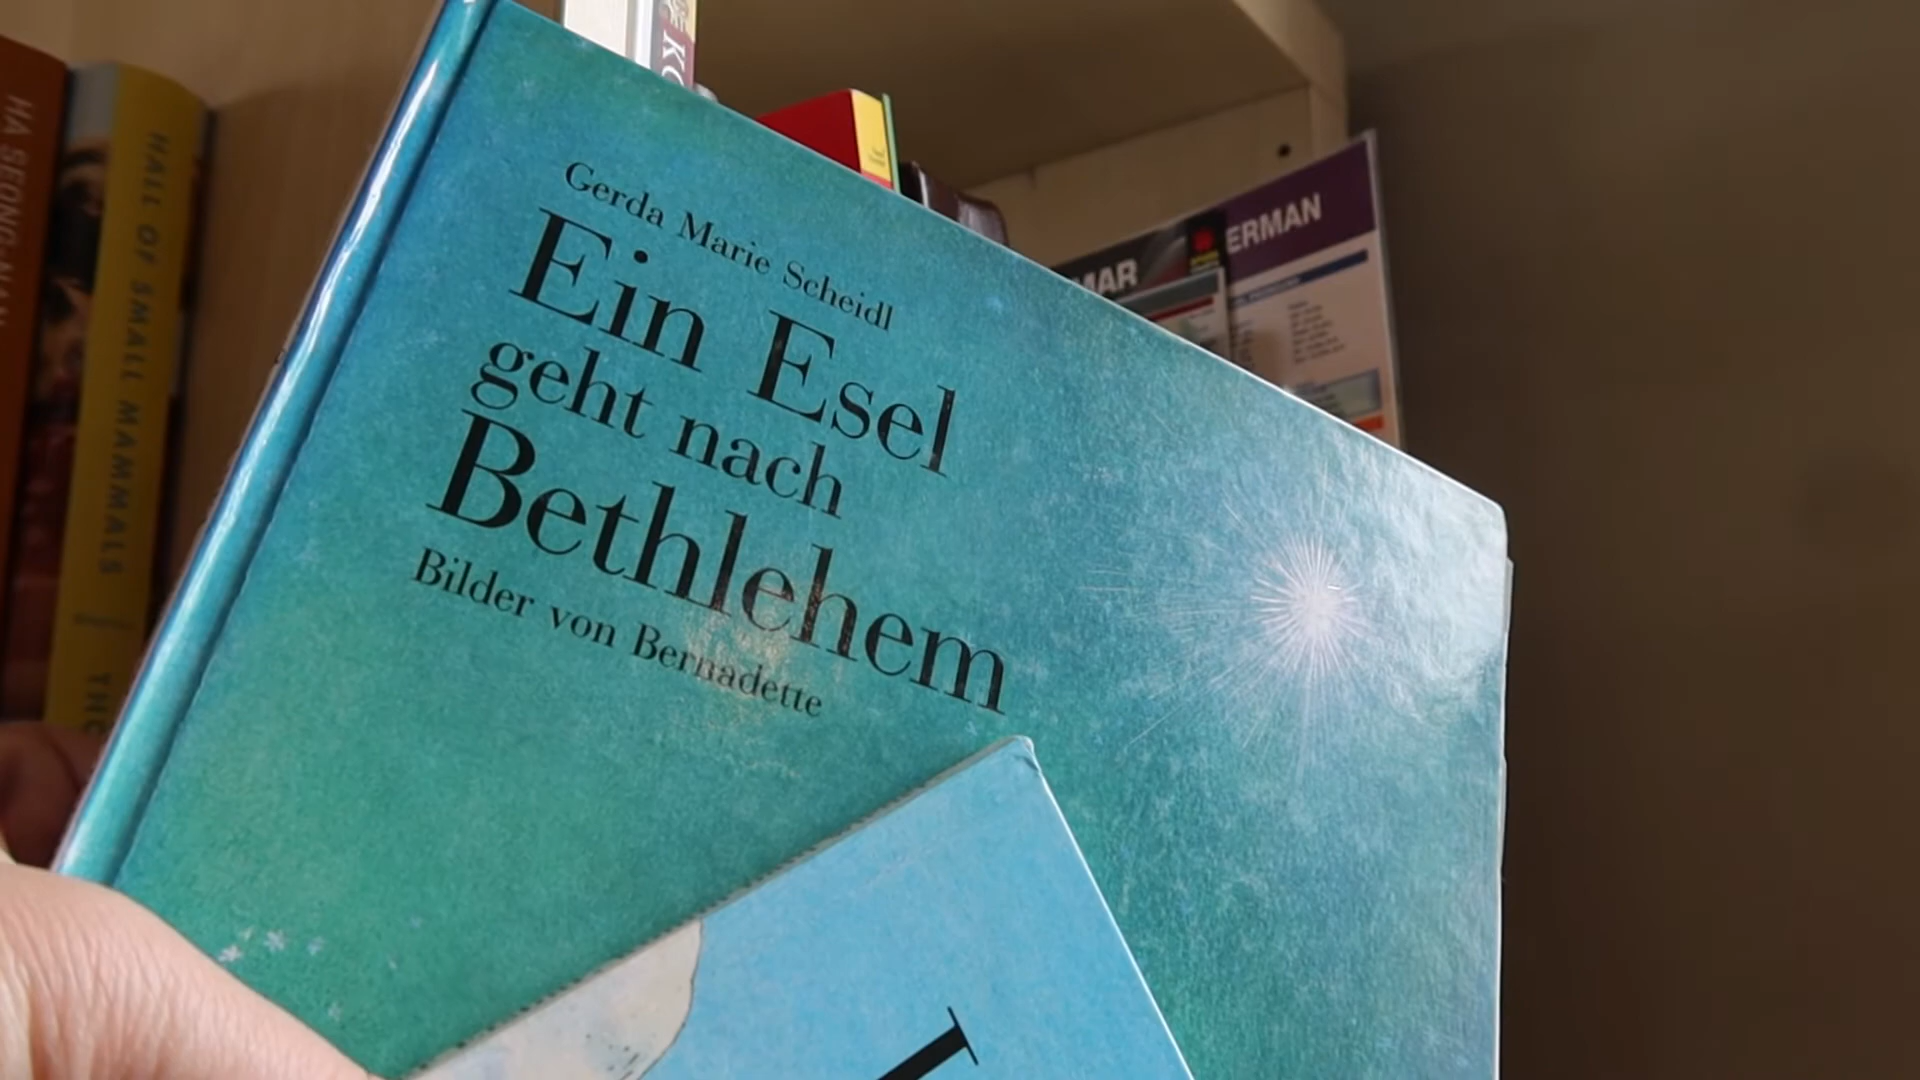 Gerda Marie Scheidl
Ein Esel
geht nach
Bethlehem
Bilder von Bernadette
HA SEONG-NAN
HALL OF SMALL MAMMALS
ERMAN
MAR